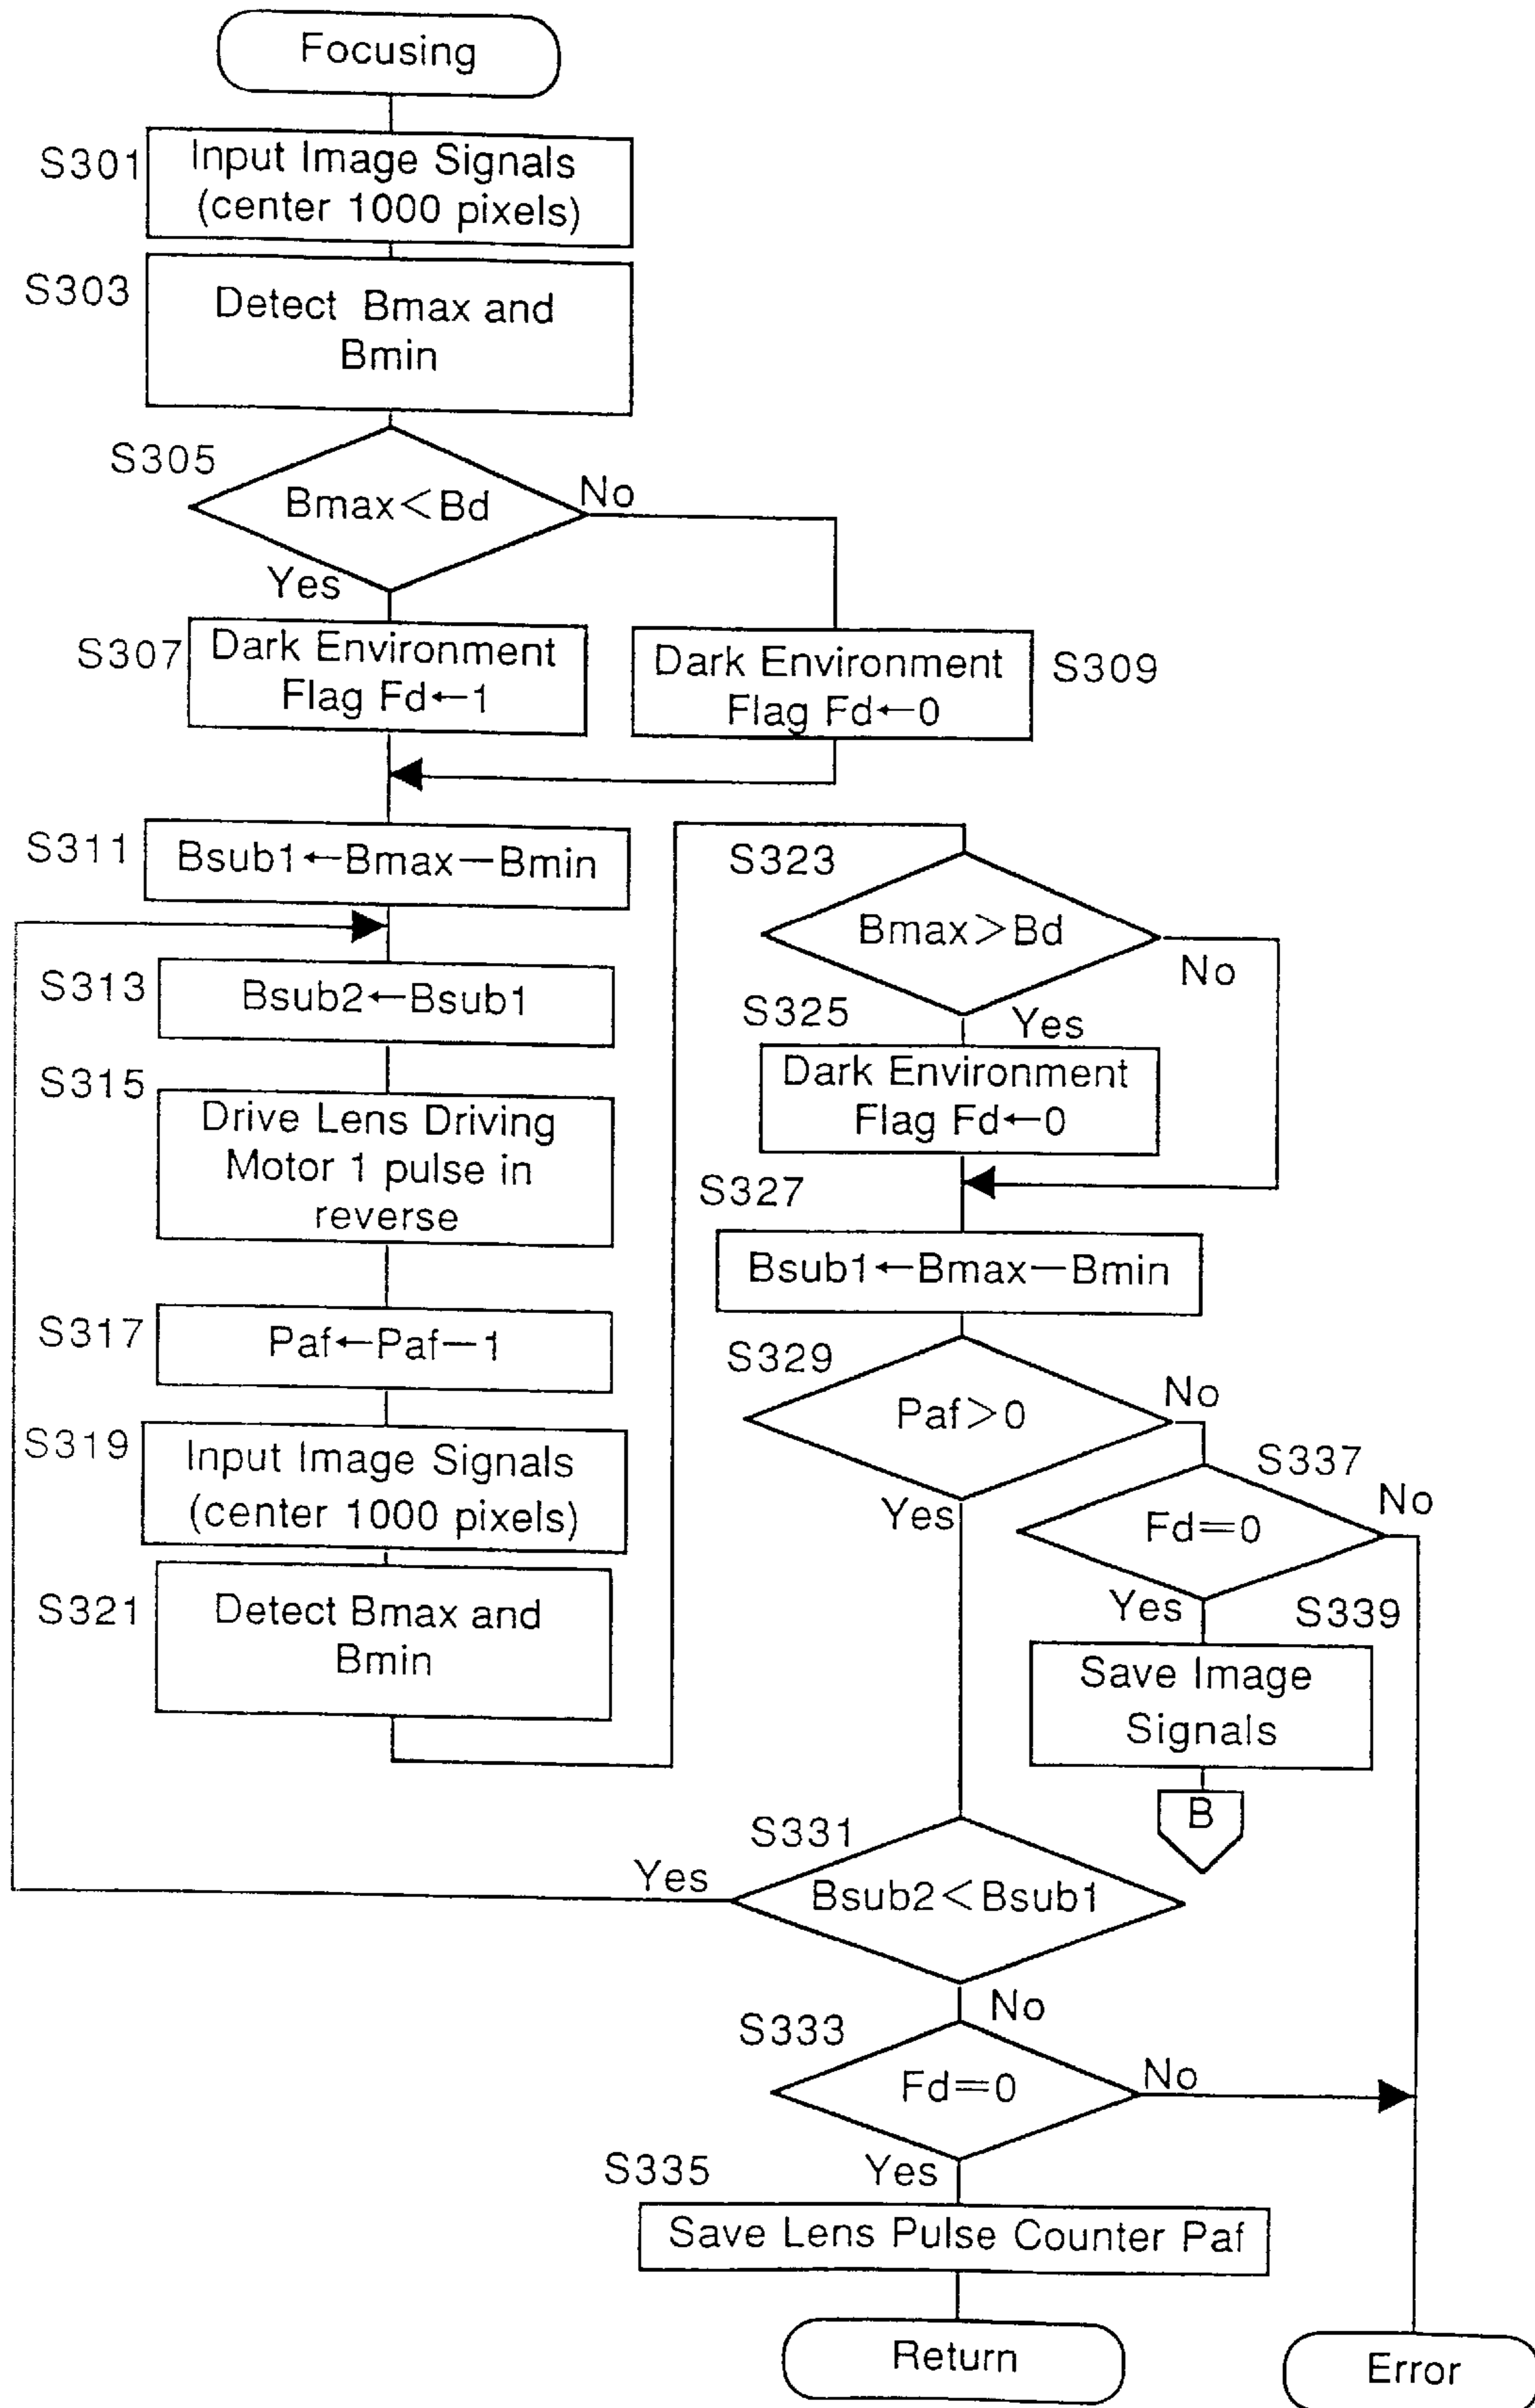 Focusing
S301
Input Image Signals
(center 1000 pixels)
S303
Detect Bmax and
Bmin
S305
Bmax<Bd
No
Yes
S307
Dark Environment
Flag Fd←1
Dark Environment
Flag Fd←0
S309
S311
Bsub1←Bmax−Bmin
S313
Bsub2←Bsub1
S315
Drive Lens Driving
Motor 1 pulse in
reverse
S317
Paf←Paf−1
S319
Input Image Signals
(center 1000 pixels)
S321
Detect Bmax and
Bmin
S323
Bmax>Bd
No
S325
Yes
Dark Environment
Flag Fd←0
S327
Bsub1←Bmax−Bmin
S329
Paf>0
No
Yes
S337
Fd=0
No
Yes
S339
Save Image
Signals
B
S331
Yes
Bsub2<Bsub1
No
S333
Fd=0
No
Yes
S335
Save Lens Pulse Counter Paf
Return
Error